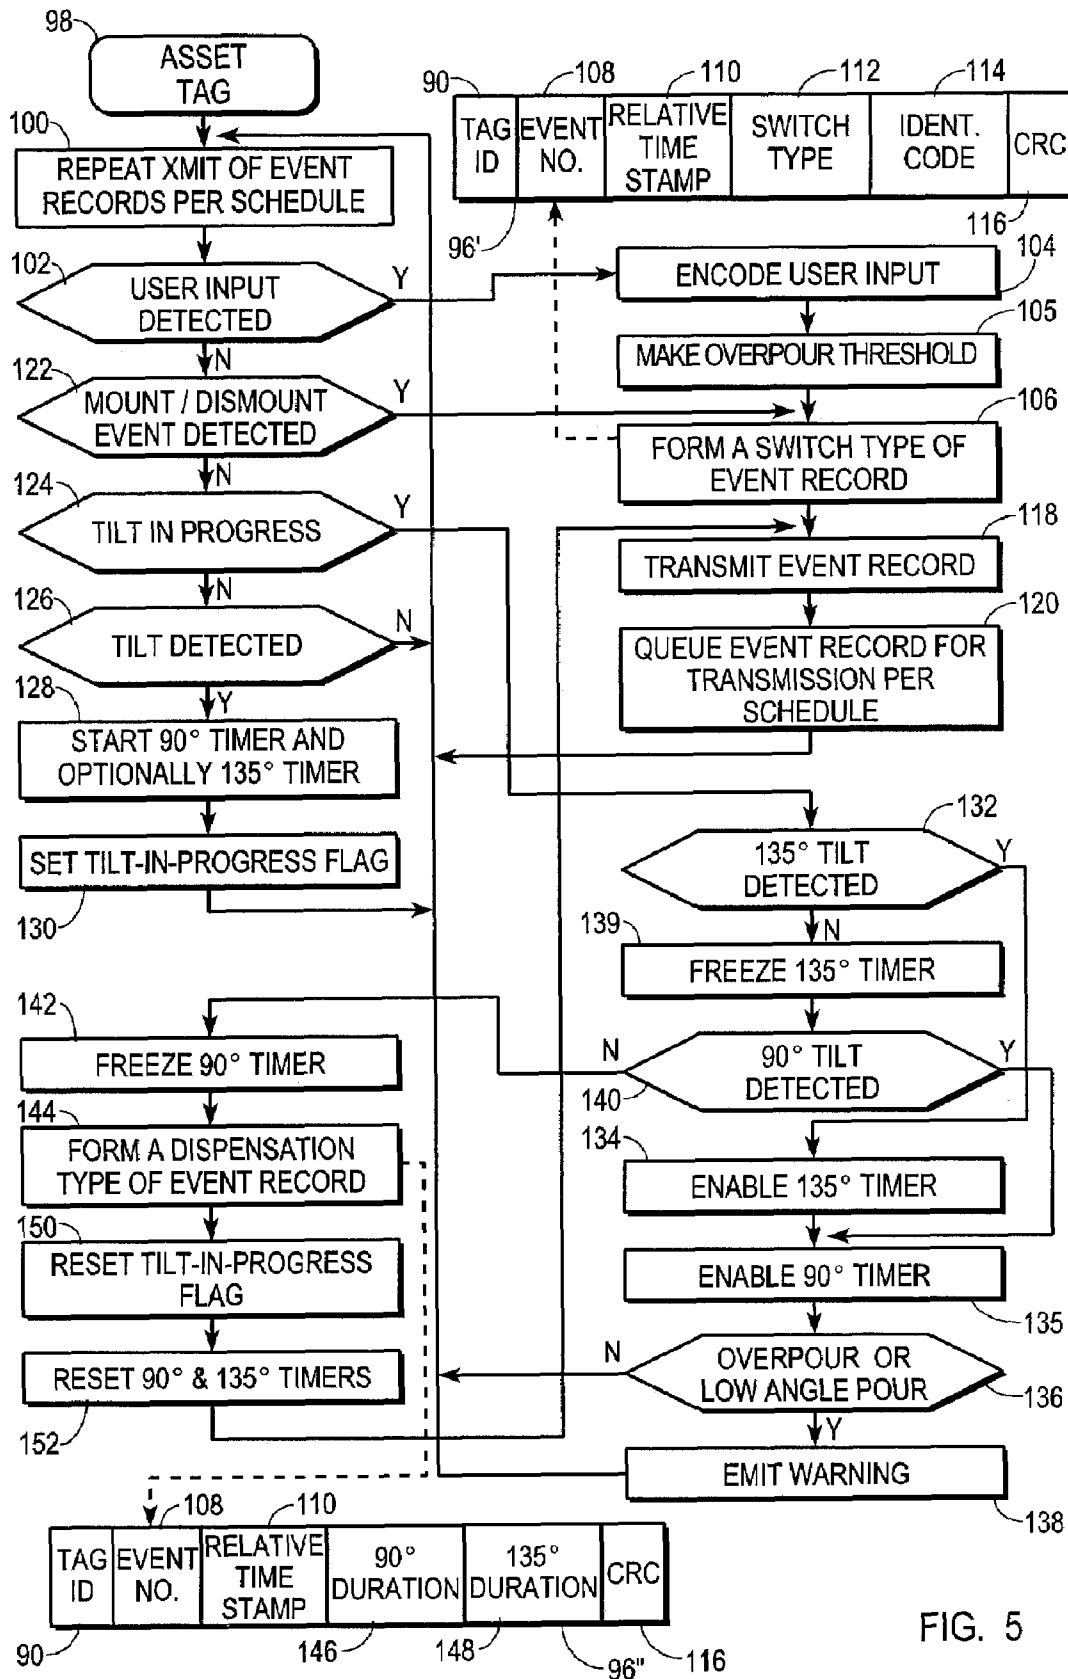 98
ASSET
TAG
100
REPEAT XMIT OF EVENT
RECORDS PER SCHEDULE
102
USER INPUT
DETECTED
Y
N
122
MOUNT / DISMOUNT
EVENT DETECTED
Y
N
124
TILT IN PROGRESS
Y
N
126
TILT DETECTED
N
Y
128
START 90° TIMER AND
OPTIONALLY 135° TIMER
SET TILT-IN-PROGRESS FLAG
130
90
108
110
112
114
TAG
ID
EVENT
NO.
RELATIVE
TIME
STAMP
SWITCH
TYPE
IDENT.
CODE
CRC
96'
116
104
ENCODE USER INPUT
105
MAKE OVERPOUR THRESHOLD
106
FORM A SWITCH TYPE OF
EVENT RECORD
118
TRANSMIT EVENT RECORD
120
QUEUE EVENT RECORD FOR
TRANSMISSION PER
SCHEDULE
132
135° TILT
DETECTED
Y
N
139
FREEZE 135° TIMER
90° TILT
DETECTED
N
Y
140
134
ENABLE 135° TIMER
ENABLE 90° TIMER
135
OVERPOUR OR
LOW ANGLE POUR
N
136
Y
EMIT WARNING
138
142
FREEZE 90° TIMER
144
FORM A DISPENSATION
TYPE OF EVENT RECORD
150
RESET TILT-IN-PROGRESS
FLAG
RESET 90° & 135° TIMERS
152
108
110
TAG
ID
EVENT
NO.
RELATIVE
TIME
STAMP
90°
DURATION
135°
DURATION
CRC
90
146
148
96"
116
FIG. 5